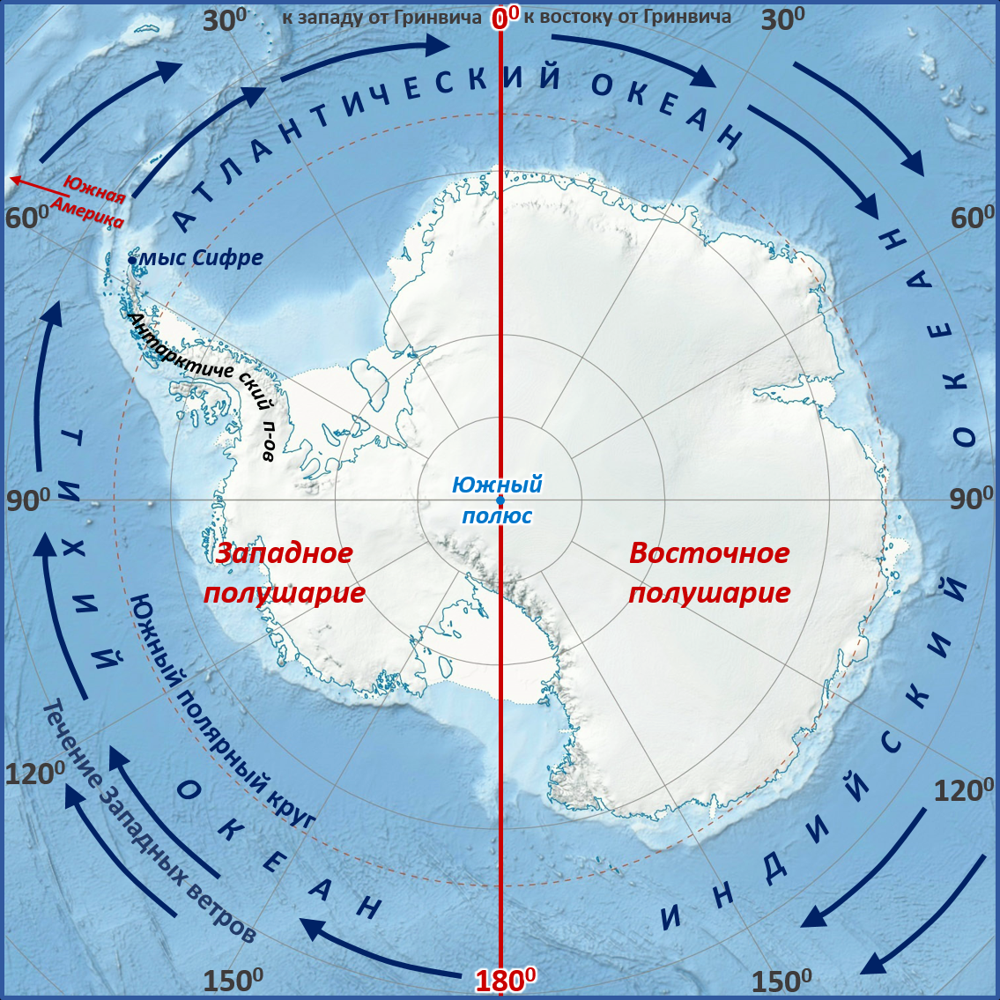 30⁰ к западу от Гринвича 0⁰ к востоку от Гринвича 30⁰
АТЛАНТИЧЕСКИЙ ОКЕАН
Южная
Америка
60⁰
60⁰
мыс Сифре
Антарктиче ский п-ов
ИНДИЙСКИЙ ОКЕАН
ТИХИЙ ОКЕАН
90⁰
Южный
полюс
90⁰
Западное
полушарие
Восточное
полушарие
Южный полярный круг
Течение Западных ветров
120⁰
120⁰
150⁰
180⁰
150⁰